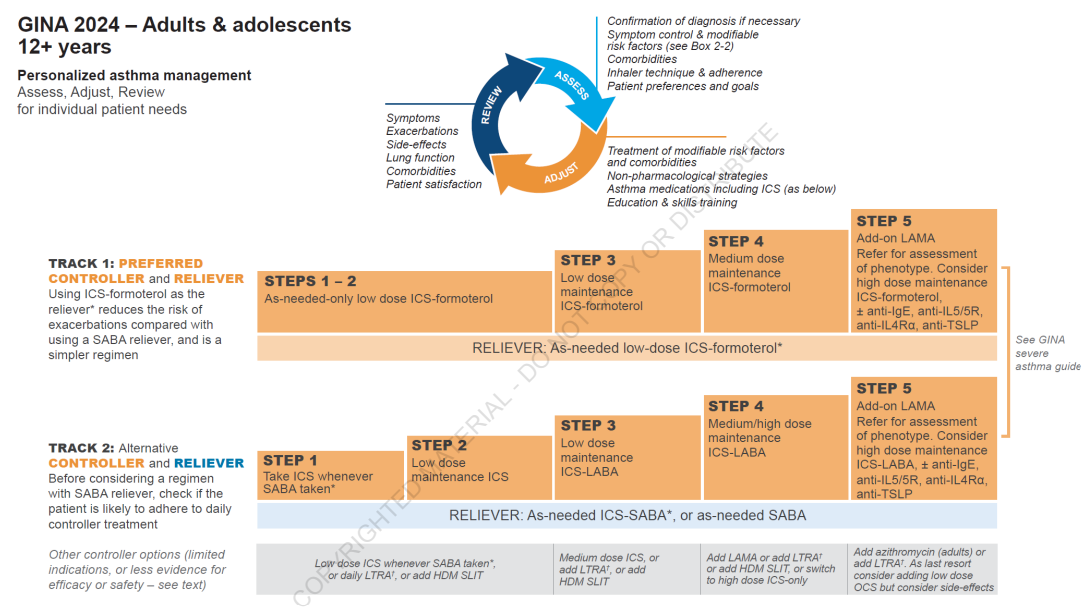 GINA 2024 – Adults & adolescents
12+ years
Personalized asthma management
Assess, Adjust, Review
for individual patient needs
Confirmation of diagnosis if necessary
Symptom control & modifiable
risk factors (see Box 2-2)
Comorbidities
Inhaler technique & adherence
Patient preferences and goals
REVIEW
ASSESS
ADJUST
Symptoms
Exacerbations
Side-effects
Lung function
Comorbidities
Patient satisfaction
Treatment of modifiable risk factors
and comorbidities
Non-pharmacological strategies
Asthma medications including ICS (as below)
Education & skills training
TRACK 1: PREFERRED
CONTROLLER and RELIEVER
Using ICS-formoterol as the
reliever* reduces the risk of
exacerbations compared with
using a SABA reliever, and is a
simpler regimen
STEPS 1 – 2
As-needed-only low dose ICS-formoterol
STEP 3
Low dose
maintenance
ICS-formoterol
STEP 4
Medium dose
maintenance
ICS-formoterol
STEP 5
Add-on LAMA
Refer for assessment
of phenotype. Consider
high dose maintenance
ICS-formoterol,
± anti-IgE, anti-IL5/5R,
anti-IL4Rα, anti-TSLP
RELIEVER: As-needed low-dose ICS-formoterol*
See GINA
severe
asthma guide
TRACK 2: Alternative
CONTROLLER and RELIEVER
Before considering a regimen
with SABA reliever, check if the
patient is likely to adhere to daily
controller treatment
STEP 1
Take ICS whenever
SABA taken*
STEP 2
Low dose
maintenance ICS
STEP 3
Low dose
maintenance
ICS-LABA
STEP 4
Medium/high dose
maintenance
ICS-LABA
STEP 5
Add-on LAMA
Refer for assessment
of phenotype. Consider
high dose maintenance
ICS-LABA, ± anti-IgE,
anti-IL5/5R, anti-IL4Rα,
anti-TSLP
RELIEVER: As-needed ICS-SABA*, or as-needed SABA
Other controller options (limited
indications, or less evidence for
efficacy or safety – see text)
Low dose ICS whenever SABA taken*,
or daily LTRA†, or add HDM SLIT
Medium dose ICS, or
add LTRA†, or add
HDM SLIT
Add LAMA or add LTRA†
or add HDM SLIT, or switch
to high dose ICS-only
Add azithromycin (adults) or
add LTRA†. As last resort
consider adding low dose
OCS but consider side-effects
COPYRIGHTED MATERIAL - DO NOT COPY OR DISTRIBUTE